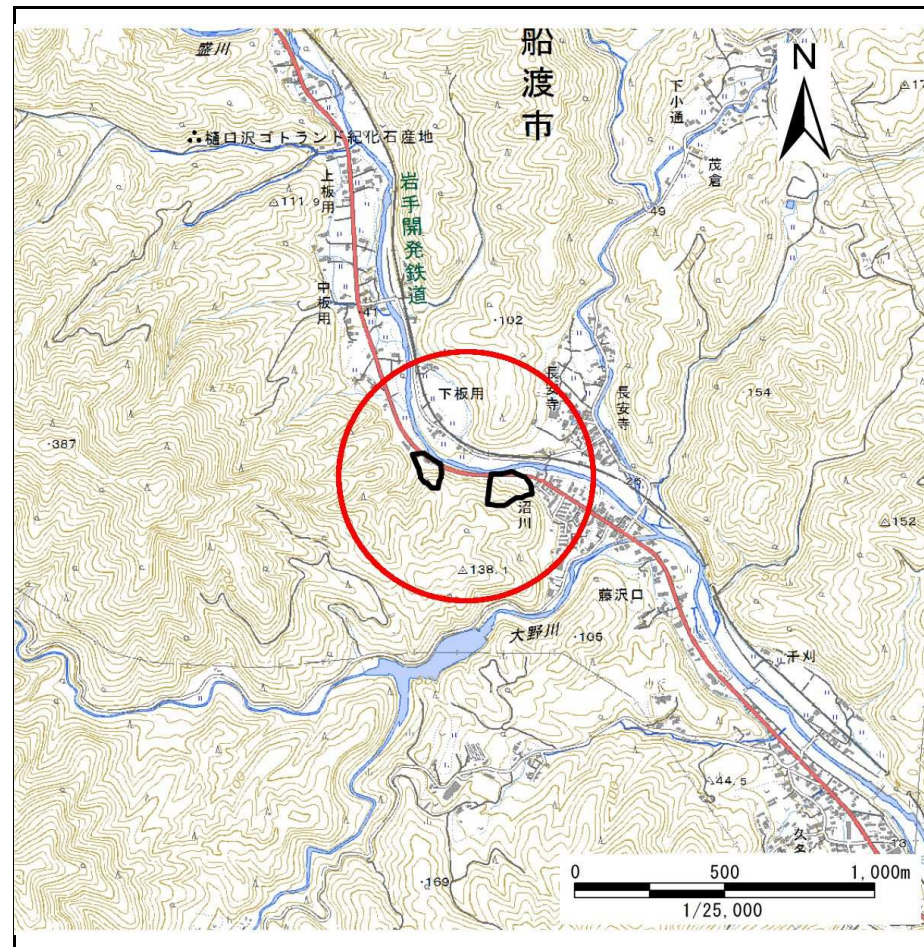 盛川
船渡市
N
下小通
樋口沢ゴトランド紀化石産地
茂倉
上板用
111.9
岩手開発鉄道
49
中板用
41
102
下板用
長安寺
長安寺
154
387
26
沼川
152
138.1
藤沢口
大野川
105
千刈
44.5
169
13
0 500 1,000m
1/25,000